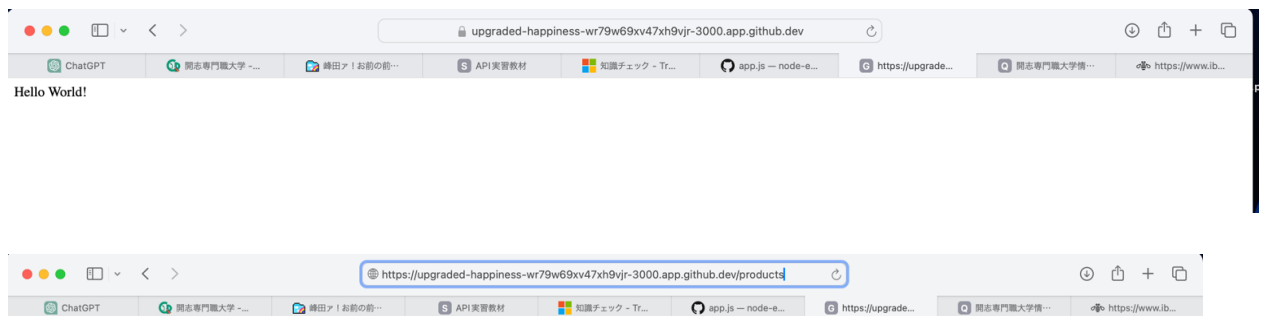 upgraded-happiness-wr79w69xv47xh9vjr-3000.app.github.dev
ChatGPT 開志専門職大学 -... 峰田ァ！お前の前… API実習教材 知識チェック - Tr... app.js — node-e... https://upgrade... 開志専門職大学情… https://www.ib...
Hello World!
https://upgraded-happiness-wr79w69xv47xh9vjr-3000.app.github.dev/products
ChatGPT 開志専門職大学 -... 峰田ァ！お前の前… API実習教材 知識チェック - Tr... app.js — node-e... https://upgrade... 開志専門職大学情… https://www.ib...